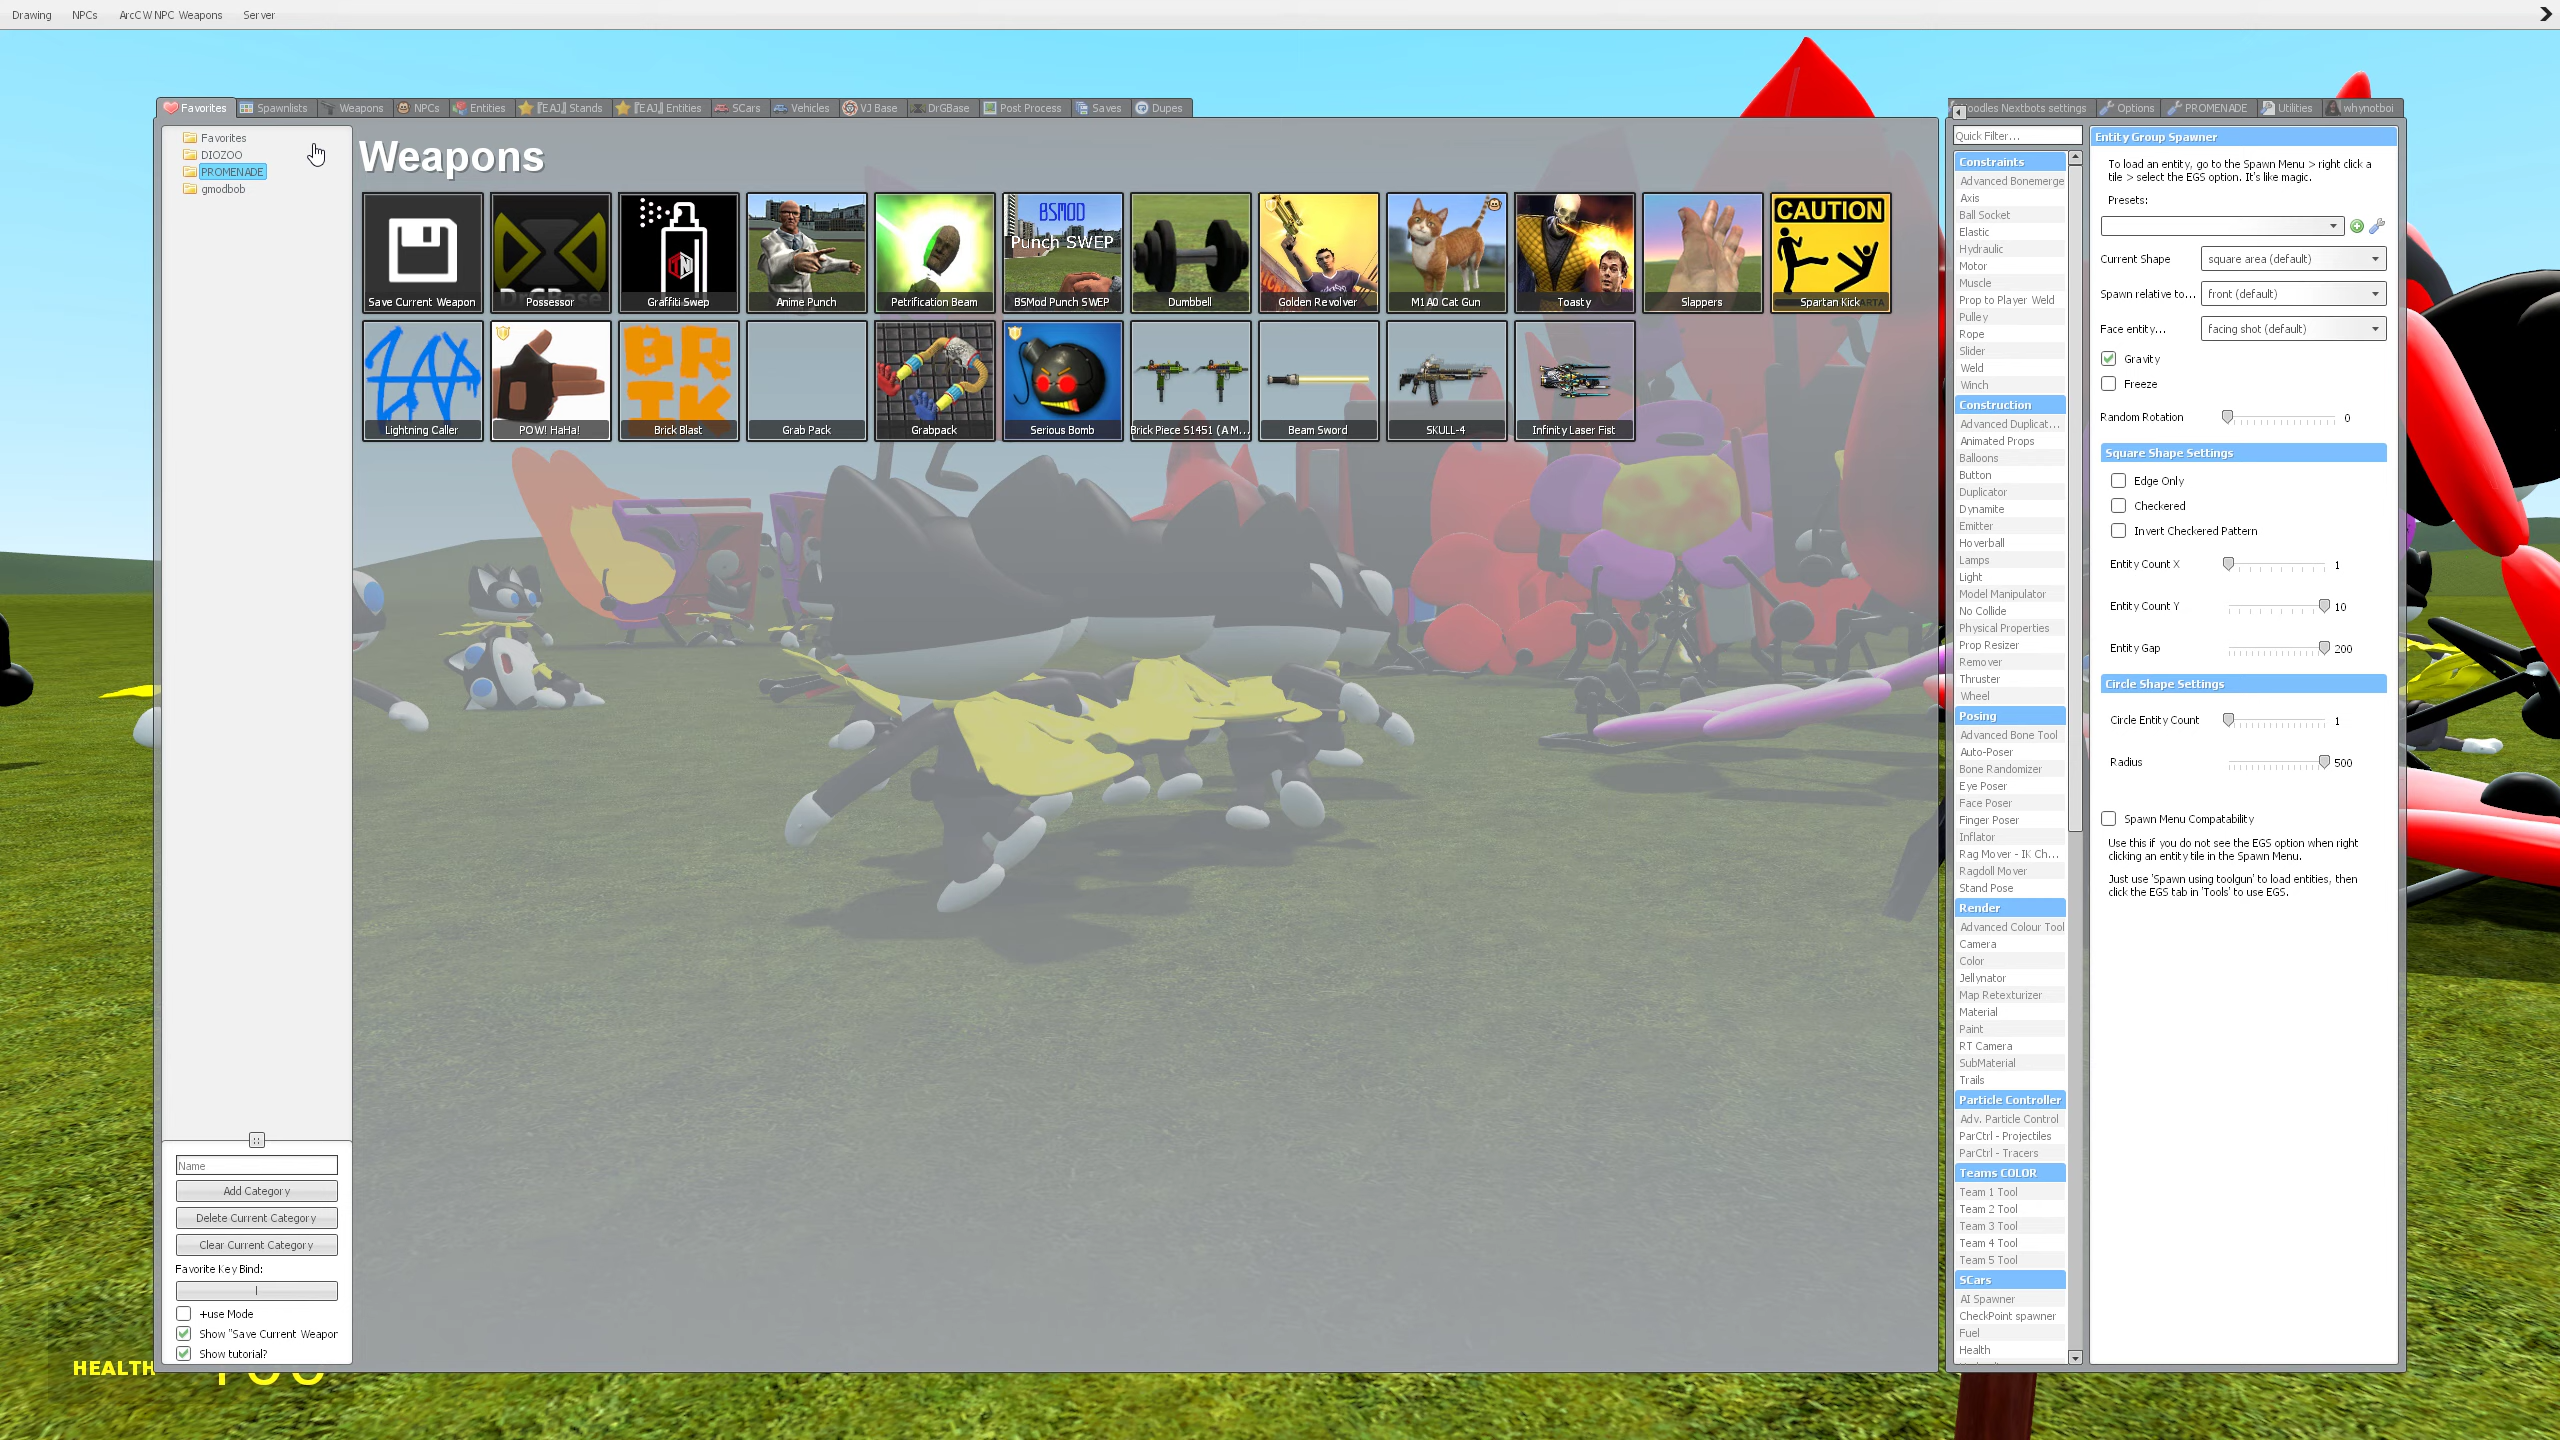 Drawing NPCs ArcCW NPC Weapons Server
Favorites Spawnlists Weapons NPCs Entities 『EAJ』Stands 『EAJ』Entities SCars Vehicles VJ Base DrGBase Post Process Saves Dupes
Favorites
DIOZOO
PROMENADE
gmodbob
Weapons
Save Current Weapon
Possessor
Graffiti Swep
Anime Punch
Petrification Beam
BSMOD
Punch SWEP
BSMod Punch SWEP
Dumbbell
Golden Revolver
M1A0 Cat Gun
Toasty
Slappers
CAUTION
Spartan Kick
Lightning Caller
POW! HaHa!
BR
IK
Brick Blast
Grab Pack
Grabpack
Serious Bomb
Brick Piece S1451 (AM...
Beam Sword
SKULL-4
Infinity Laser Fist
Name
Add Category
Delete Current Category
Clear Current Category
Favorite Key Bind:
I
+use Mode
Show "Save Current Weapor
Show tutorial?
HEALTH
oodles Nextbots settings Options PROMENADE Utilities whynotboi
Quick Filter...
Constraints
Advanced Bonemerge
Axis
Ball Socket
Elastic
Hydraulic
Motor
Muscle
Prop to Player Weld
Pulley
Rope
Slider
Weld
Winch
Construction
Advanced Duplicat...
Animated Props
Balloons
Button
Duplicator
Dynamite
Emitter
Hoverball
Lamps
Light
Model Manipulator
No Collide
Physical Properties
Prop Resizer
Remover
Thruster
Wheel
Posing
Advanced Bone Tool
Auto-Poser
Bone Randomizer
Eye Poser
Face Poser
Finger Poser
Inflator
Rag Mover - IK Ch...
Ragdoll Mover
Stand Pose
Render
Advanced Colour Tool
Camera
Color
Jellynator
Map Retexturizer
Material
Paint
RT Camera
SubMaterial
Trails
Particle Controller
Adv. Particle Control
ParCtrl - Projectiles
ParCtrl - Tracers
Teams COLOR
Team 1 Tool
Team 2 Tool
Team 3 Tool
Team 4 Tool
Team 5 Tool
SCars
AI Spawner
CheckPoint spawner
Fuel
Health
Entity Group Spawner
To load an entity, go to the Spawn Menu > right click a
tile > select the EGS option. It's like magic.
Presets:
Current Shape square area (default)
Spawn relative to... front (default)
Face entity... facing shot (default)
Gravity
Freeze
Random Rotation 0
Square Shape Settings
Edge Only
Checkered
Invert Checkered Pattern
Entity Count X 1
Entity Count Y 10
Entity Gap 200
Circle Shape Settings
Circle Entity Count 1
Radius 500
Spawn Menu Compatability
Use this if you do not see the EGS option when right
clicking an entity tile in the Spawn Menu.
Just use 'Spawn using toolgun' to load entities, then
click the EGS tab in 'Tools' to use EGS.